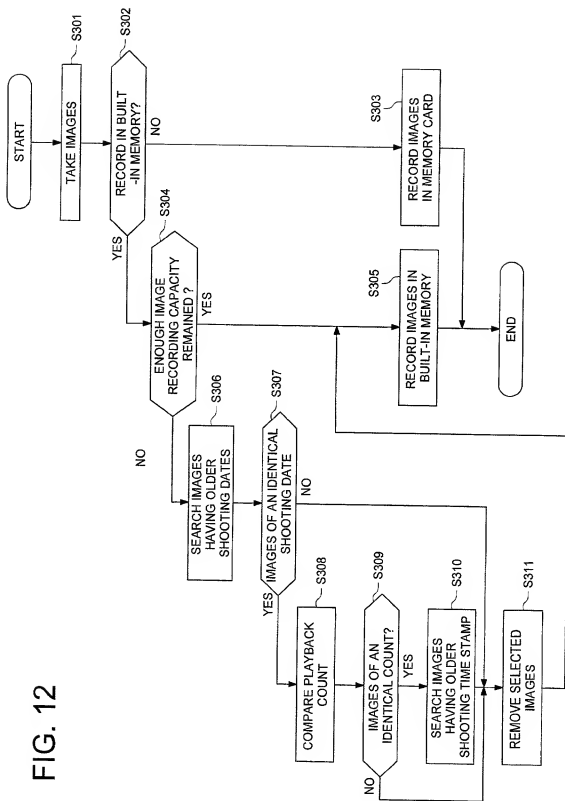 FIG. 12
START
S301
TAKE IMAGES
S302
RECORD IN BUILT
-IN MEMORY?
YES
NO
S304
ENOUGH IMAGE
RECORDING CAPACITY
REMAINED ?
NO
YES
S306
SEARCH IMAGES
HAVING OLDER
SHOOTING DATES
S307
IMAGES OF AN IDENTICAL
SHOOTING DATE
YES
NO
S308
COMPARE PLAYBACK
COUNT
S309
IMAGES OF AN
IDENTICAL COUNT?
NO
YES
S310
SEARCH IMAGES
HAVING OLDER
SHOOTING TIME STAMP
S311
REMOVE SELECTED
IMAGES
S305
RECORD IMAGES IN
BUILT-IN MEMORY
S303
RECORD IMAGES
IN MEMORY CARD
END